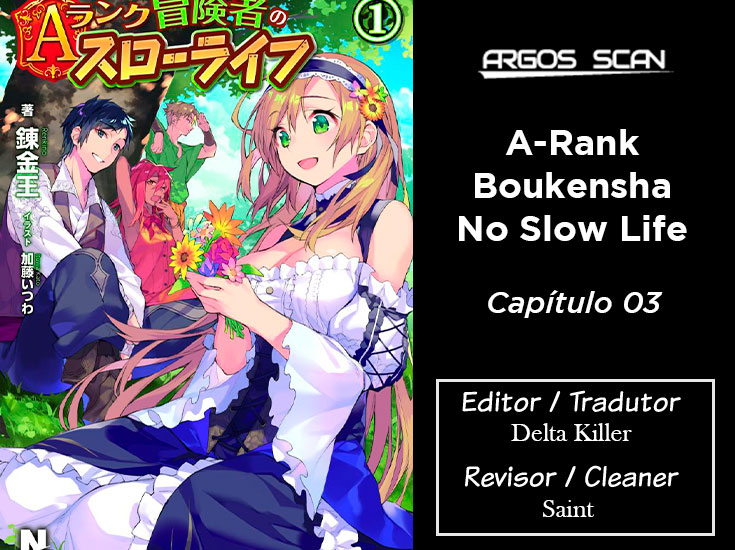 Aランク冒険者の
スローライフ
1
著
錬金王
イラスト
加藤いつわ
N
ARGOS SCAN
A-Rank
Boukensha
No Slow Life
Capítulo 03
Editor / Tradutor
Delta Killer
Revisor / Cleaner
Saint